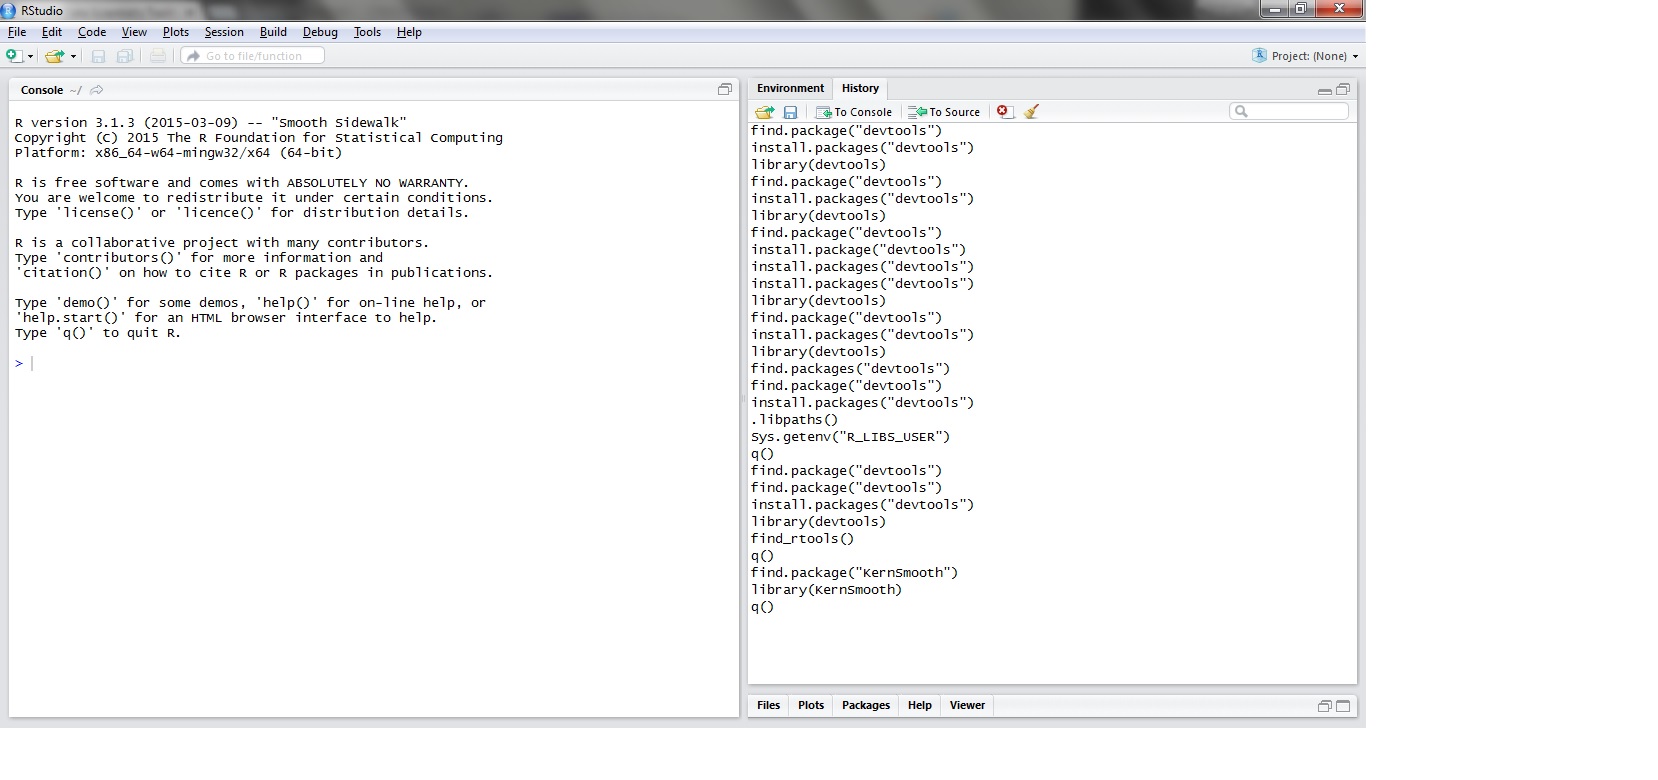 RStudio
File Edit Code View Plots Session Build Debug Tools Help
Go to file/function
Project: (None)
Console ~/
R version 3.1.3 (2015-03-09) -- "Smooth Sidewalk"
Copyright (C) 2015 The R Foundation for Statistical Computing
Platform: x86_64-w64-mingw32/x64 (64-bit)
R is free software and comes with ABSOLUTELY NO WARRANTY.
You are welcome to redistribute it under certain conditions.
Type 'license()' or 'licence()' for distribution details.
R is a collaborative project with many contributors.
Type 'contributors()' for more information and
'citation()' on how to cite R or R packages in publications.
Type 'demo()' for some demos, 'help()' for on-line help, or
'help.start()' for an HTML browser interface to help.
Type 'q()' to quit R.
>
Environment History
To Console To Source
find.package("devtools")
install.packages("devtools")
library(devtools)
find.package("devtools")
install.packages("devtools")
library(devtools)
find.package("devtools")
install.package("devtools")
install.packages("devtools")
install.packages("devtools")
library(devtools)
find.package("devtools")
install.packages("devtools")
library(devtools)
find.packages("devtools")
find.package("devtools")
install.packages("devtools")
.libpaths()
Sys.getenv("R_LIBS_USER")
q()
find.package("devtools")
find.package("devtools")
install.packages("devtools")
library(devtools)
find_rtools()
q()
find.package("KernSmooth")
library(KernSmooth)
q()
Files Plots Packages Help Viewer